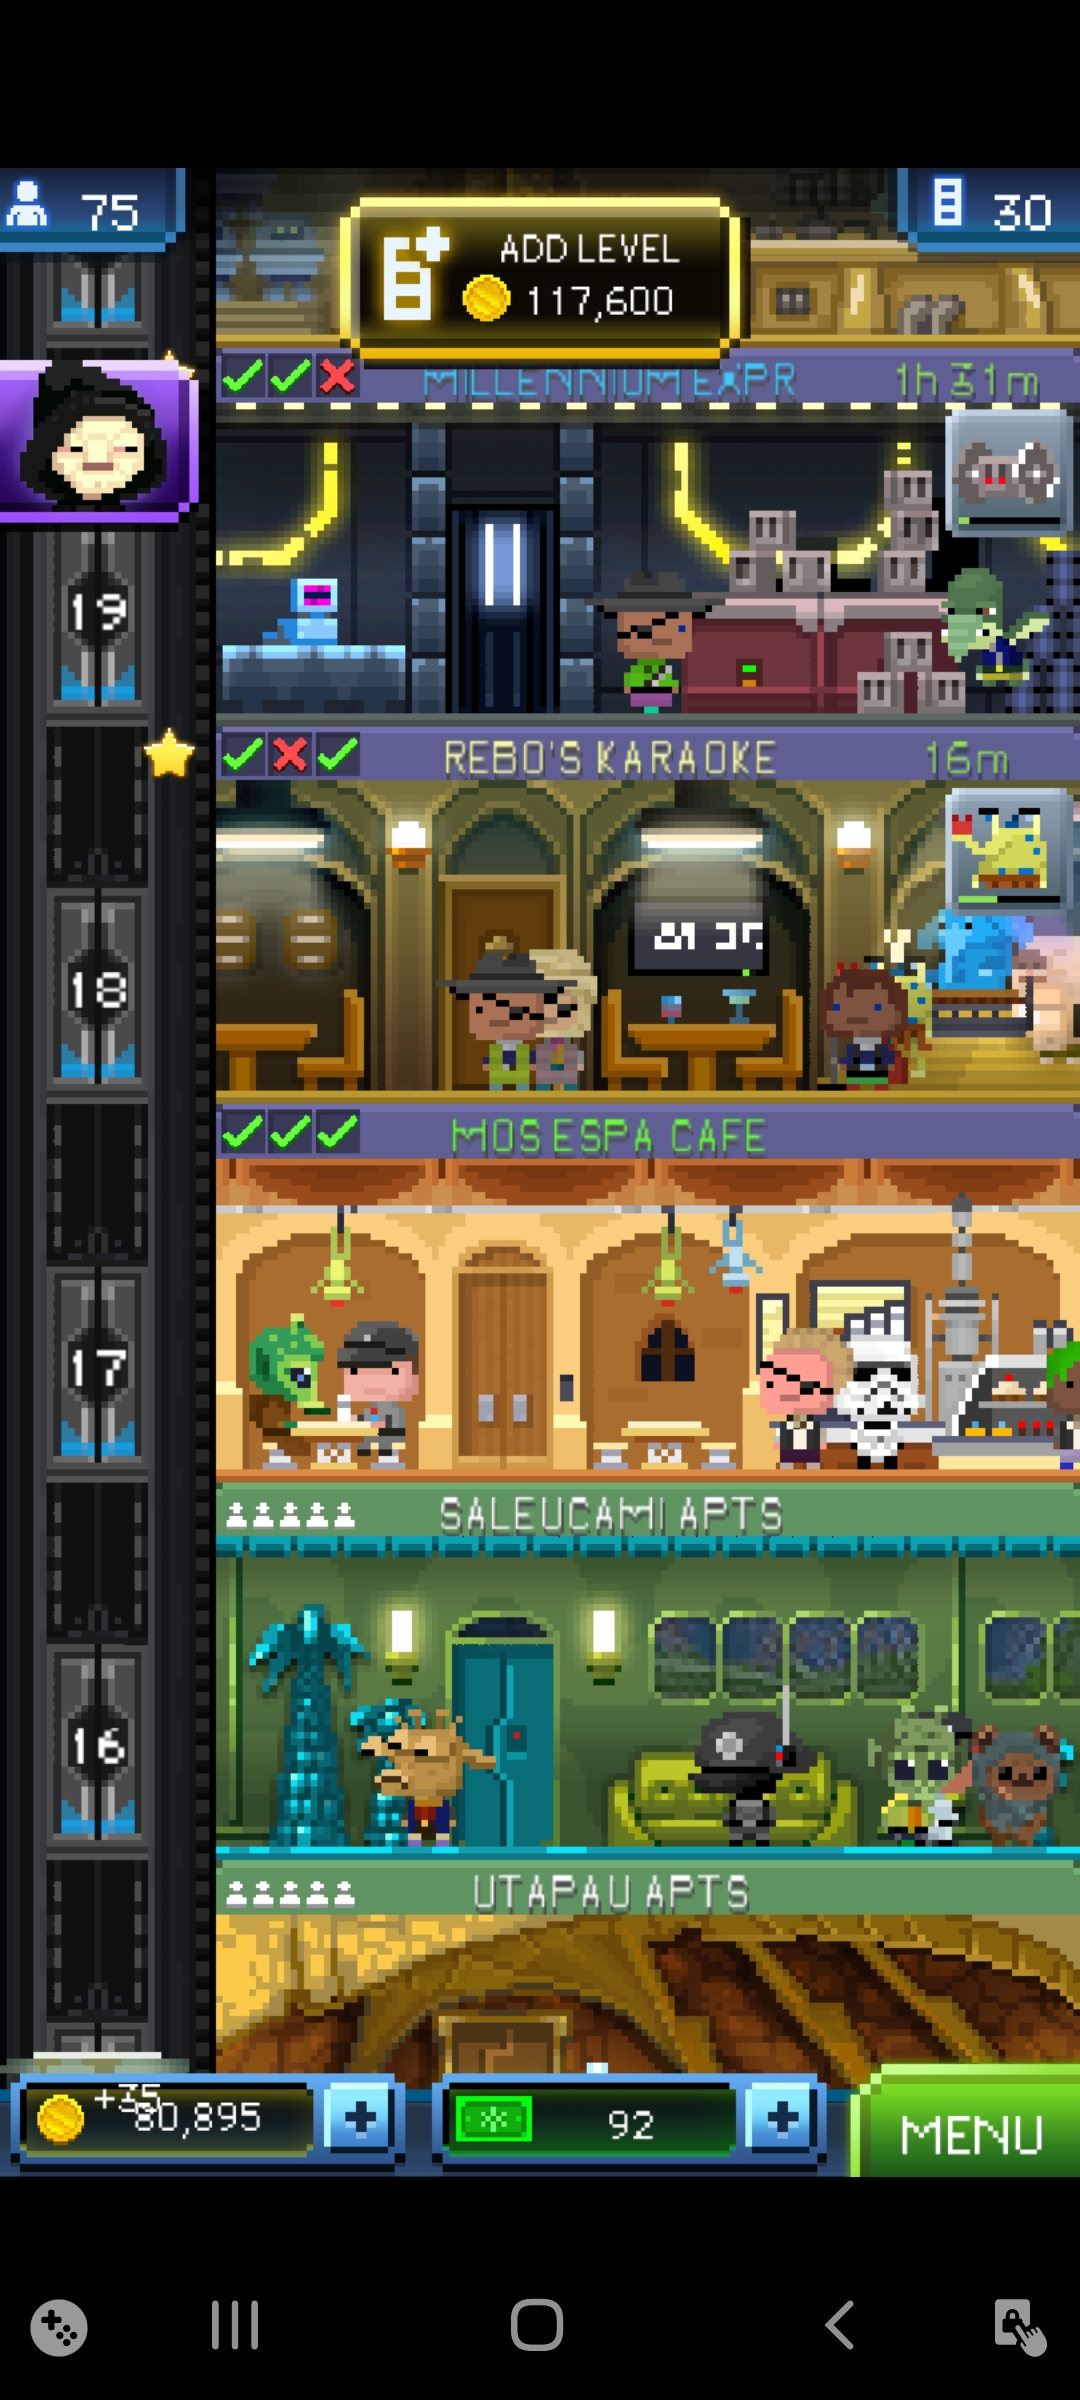 75
30
ADD LEVEL
117,600
MILLENNIUM EXPR
1h 31m
19
REBO'S KARAOKE
16m
18
MOS ESPA CAFE
17
SALEUCAMI APTS
16
UTAPAU APTS
+35
80,895
92
MENU